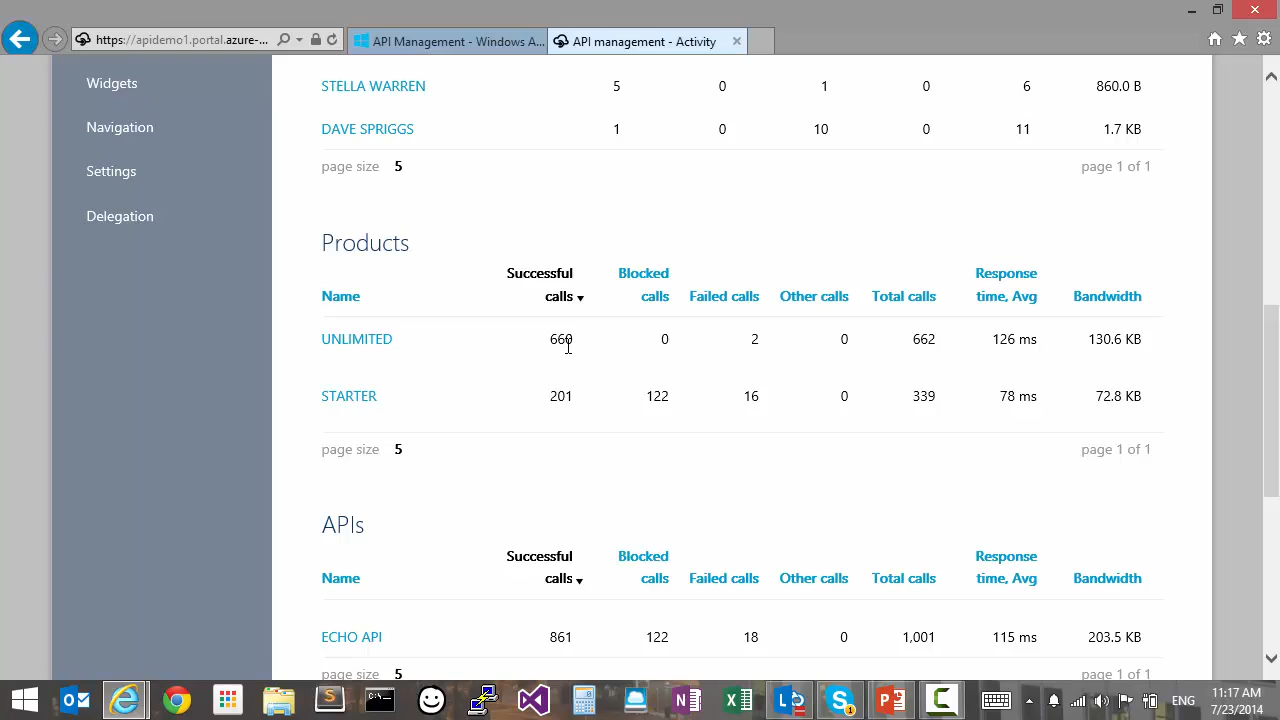 https://apidemo1.portal.azure-...
API Management - Windows A...
API management - Activity
Widgets
Navigation
Settings
Delegation
STELLA WARREN 5 0 1 0 6 860.0 B
DAVE SPRIGGS 1 0 10 0 11 1.7 KB
page size 5 page 1 of 1
Products
Name Successful calls Blocked calls Failed calls Other calls Total calls Response time, Avg Bandwidth
UNLIMITED 660 0 2 0 662 126 ms 130.6 KB
STARTER 201 122 16 0 339 78 ms 72.8 KB
page size 5 page 1 of 1
APIs
Name Successful calls Blocked calls Failed calls Other calls Total calls Response time, Avg Bandwidth
ECHO API 861 122 18 0 1,001 115 ms 203.5 KB
page size 5 page 1 of 1
ENG
11:17 AM
7/23/2014